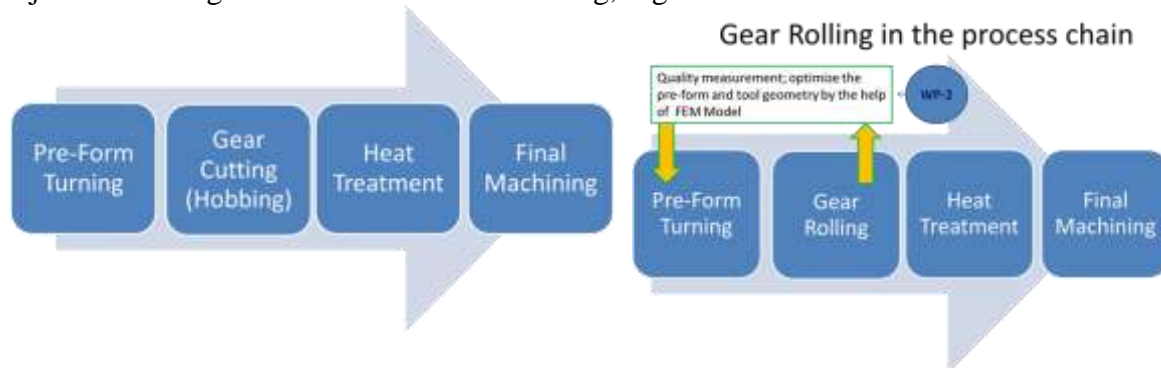 Pre-Form
Turning
Gear
Cutting
(Hobbing)
Heat
Treatment
Final
Machining
Gear Rolling in the process chain
Quality measurement; optimize the
pre-form and tool geometry by the help
of FEM Model
WP-2
Pre-Form
Turning
Gear
Rolling
Heat
Treatment
Final
Machining